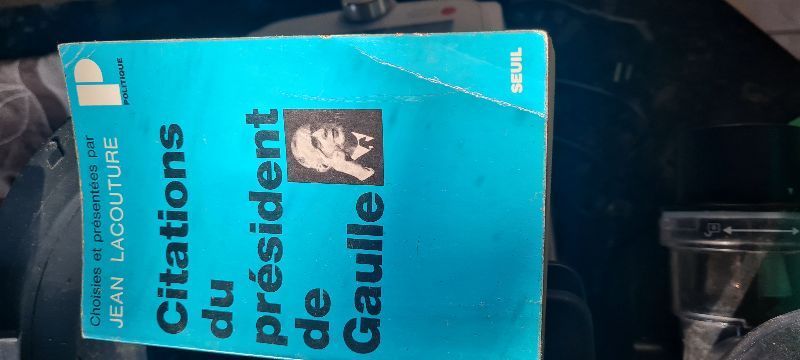 Choisies et présentées par
JEAN LACOUTURE
P
POLITIQUE
Citations
du
président
de
Gaulle
SEUIL